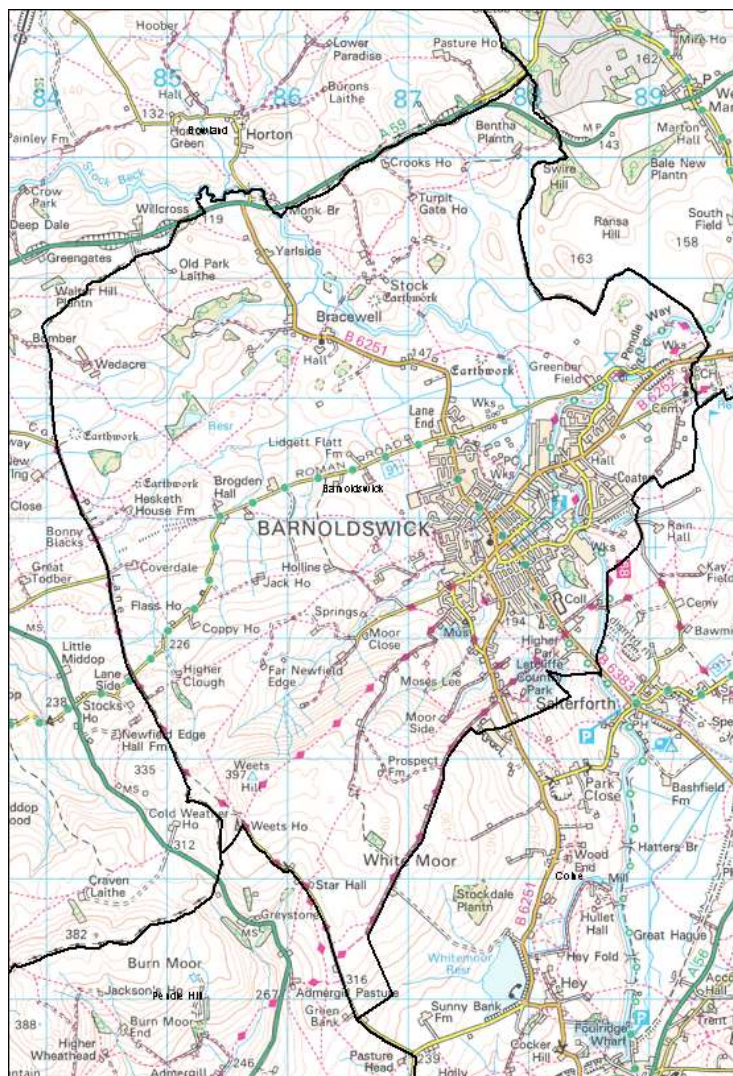 Hoober
Lower
Paradise
Pasture Ho
Mire Ho
162
84
85
86
87
88
89
Hall
Burons
Laithe
P
132
A 59
Painley Fm
Horton
Green
Bowland
Horton
Bentha
Plantn
MP
143
Marton
Hall
Crooks Ho
Bale New
Plantn
Stock Beck
Swire
Hill
Crow
Park
Willcross
119
Monk Br
Turpit
Gate Ho
Ransa
Hill
South
Field
Deep Dale
Greengates
Yarlside
158
Old Park
Laithe
Stock
Earthwork
163
Walter Hill
Plantn
Bracewell
Pendle Way
Bomber
B 6251
Hall
147
Wks
Wedacre
Earthwork
Greenber
Field
B 6252
CH
Cemy
Resr
Lane
End
Wks
Earthwork
Lidgett Flatt
Fm
ROMAN ROAD
91
PC
Wks
Hall
Earthwork
Brogden
Hall
Barnoldswick
Coates
Close
Hesketh
House Fm
BARNOLDSWICK
Rain
Hall
Bonny
Blacks
Wks
Great
Todber
Coverdale
Hollins
Jack Ho
Kay
Field
Lane
Flass Ho
Springs
Coll
Cemy
Coppy Ho
Moor
Close
Mus
194
MS
226
Higher
Park
B 6383
Little
Middop
Higher
Clough
Far Newfield
Edge
Moses Lee
Letcliffe
Country
Park
Lane
Side
238
Stocks
Ho
Moor
Side
Salterforth
PH
Newfield Edge
Hall Fm
Weets
Hill
397
Prospect
Fm
P
335
MS
Park
Close
Bashfield
Fm
Cold Weather
Ho
Weets Ho
312
Hatters Br
White Moor
Wood
End
Colne
Mill
Craven
Laithe
Star Hall
Stockdale
Plantn
B 6251
Hullet
Hall
Greystone
382
MS
Great Hague
Burn Moor
Whitemoor
Resr
Hey Fold
A 56
Jackson's Ho
Pendle Hill
316
Admergill Pasture
Hey
267
Green
Bank
Sunny Bank
Fm
388
Burn Moor
End
Foulridge
Wharf
P
Trent
Higher
Wheathead
246
Admergill
Pasture
Head
239
Cocker
Hill